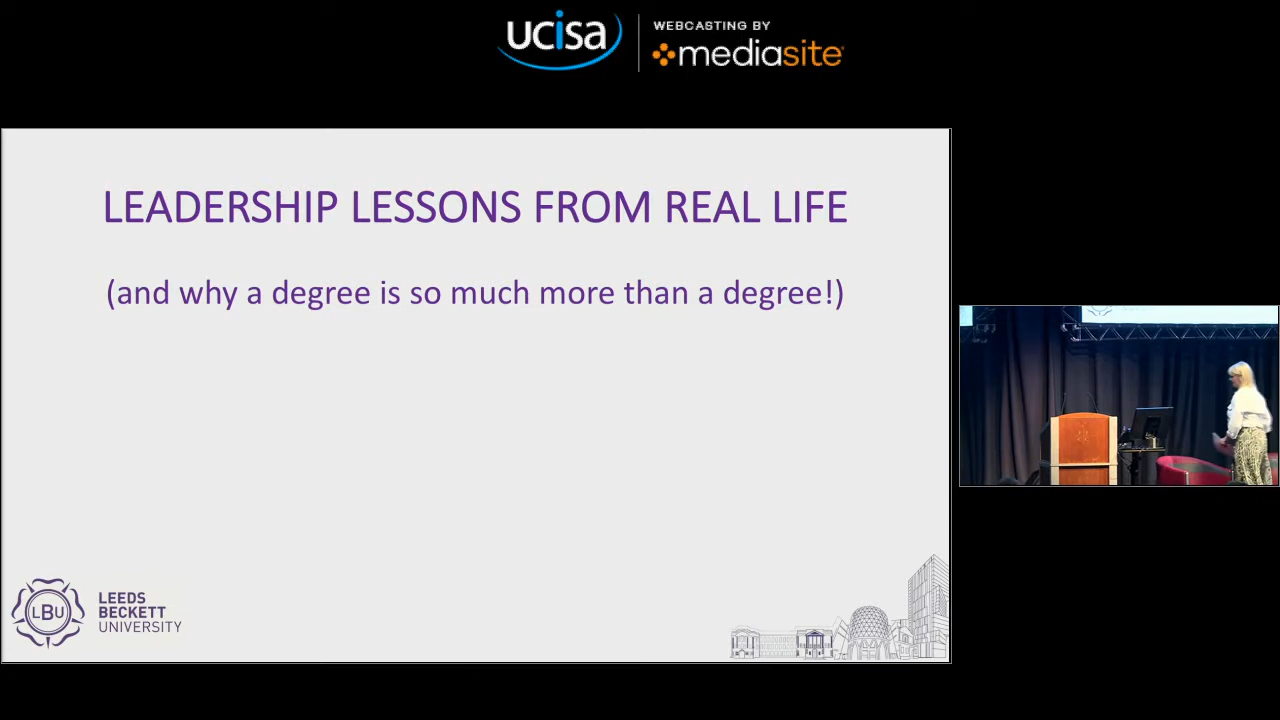 ucisa
WEBCASTING BY
mediasite
LEADERSHIP LESSONS FROM REAL LIFE
(and why a degree is so much more than a degree!)
LBU
LEEDS
BECKETT
UNIVERSITY